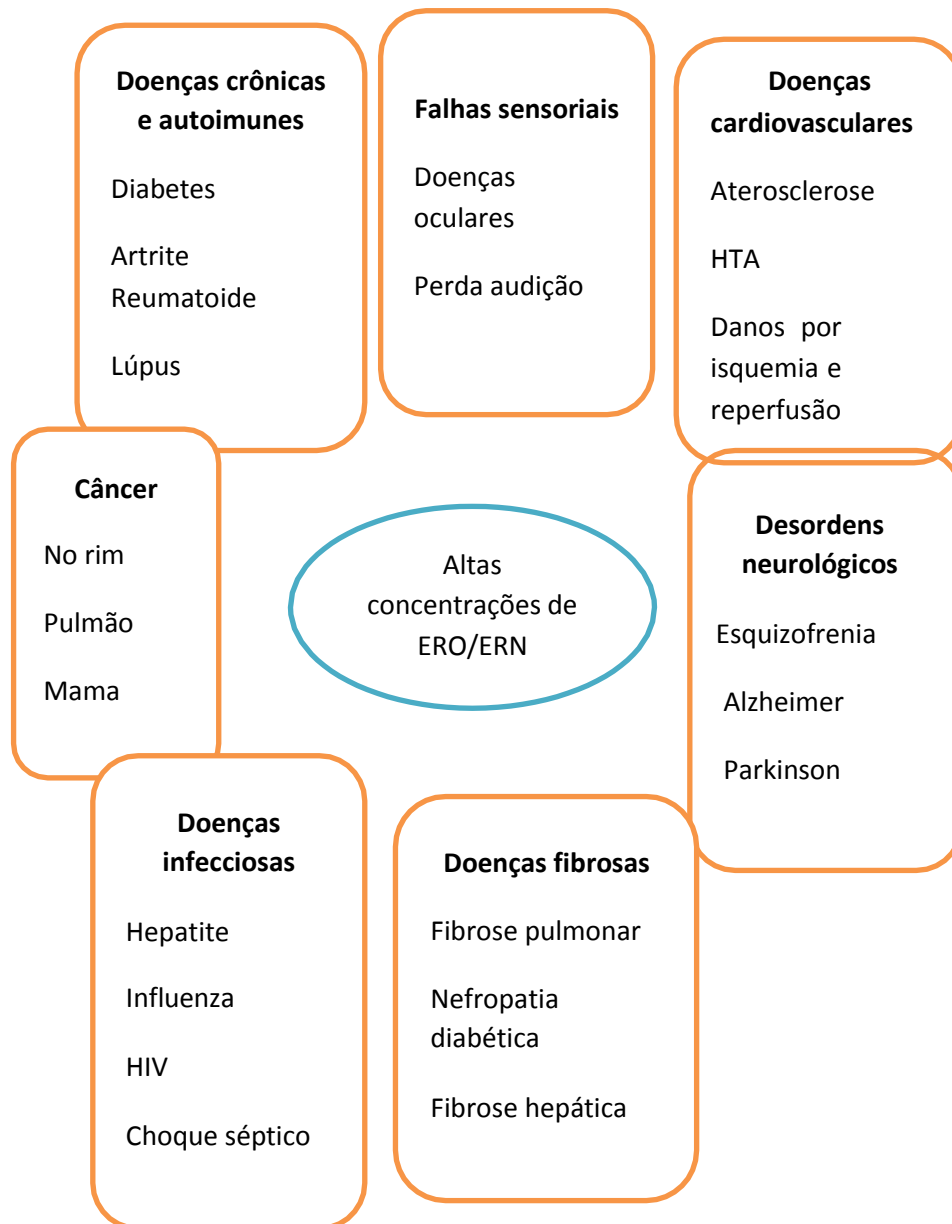 Doenças crônicas
e autoimunes
Diabetes
Artrite
Reumatoide
Lúpus
Falhas sensoriais
Doenças
oculares
Perda audição
Doenças
cardiovasculares
Aterosclerose
HTA
Danos por
isquemia e
reperfusão
Câncer
No rim
Pulmão
Mama
Altas
concentrações de
ERO/ERN
Desordens
neurológicos
Esquizofrenia
Alzheimer
Parkinson
Doenças
infecciosas
Hepatite
Influenza
HIV
Choque séptico
Doenças fibrosas
Fibrose pulmonar
Nefropatia
diabética
Fibrose hepática